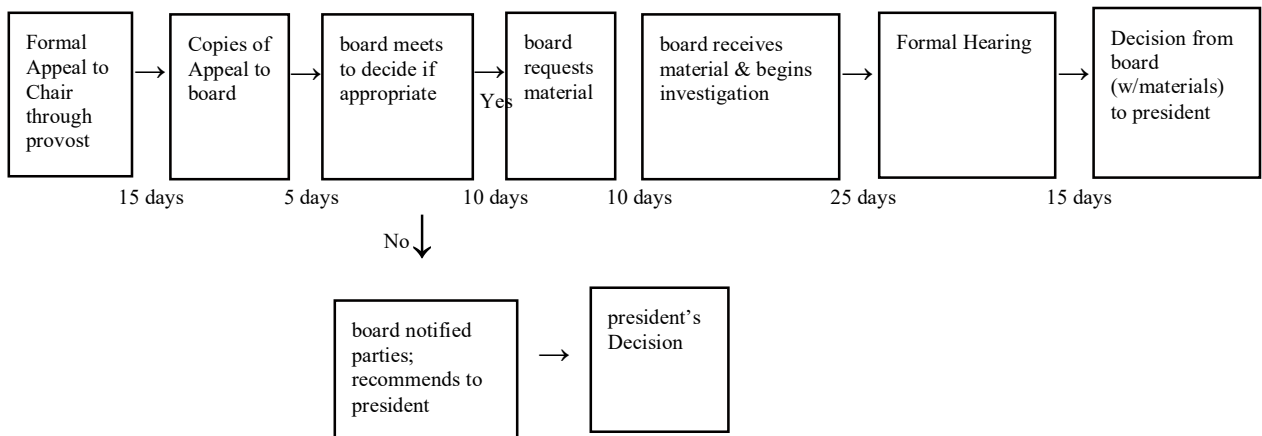 Formal
Appeal to
Chair
through
provost
Copies of
Appeal to
board
board meets
to decide if
appropriate
Yes
board
requests
material
board receives
material & begins
investigation
Formal Hearing
Decision from
board
(w/materials)
to president
15 days
5 days
10 days
10 days
25 days
15 days
No
board notified
parties;
recommends to
president
president’s
Decision